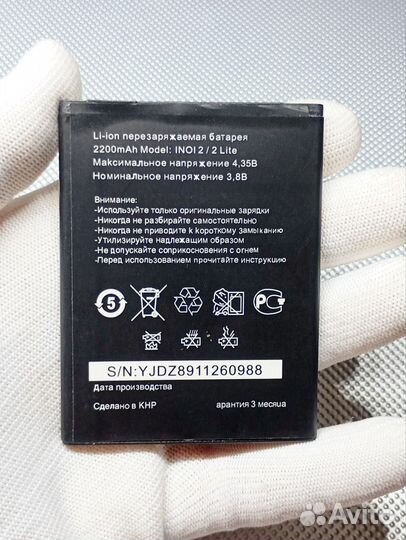 Li-ion перезаряжаемая батарея
2200mAh Model: INOI 2 / 2 Lite
Максимальное напряжение 4,35В
Номинальное напряжение 3,8В
Внимание:
-Используйте только оригинальные зарядки
-Никогда не разбирайте самостоятельно
-Никогда не приводите k короткому замыканию
-Утилизируйте надлежащим образом
-Не допускайте соприкосновения с огнем
-Перед использованием прочитайте инструкцию
5
РС
S/N:YJDZ8911260988
Дата производства
Сделано в КНР арантия 3 месяца
Avito